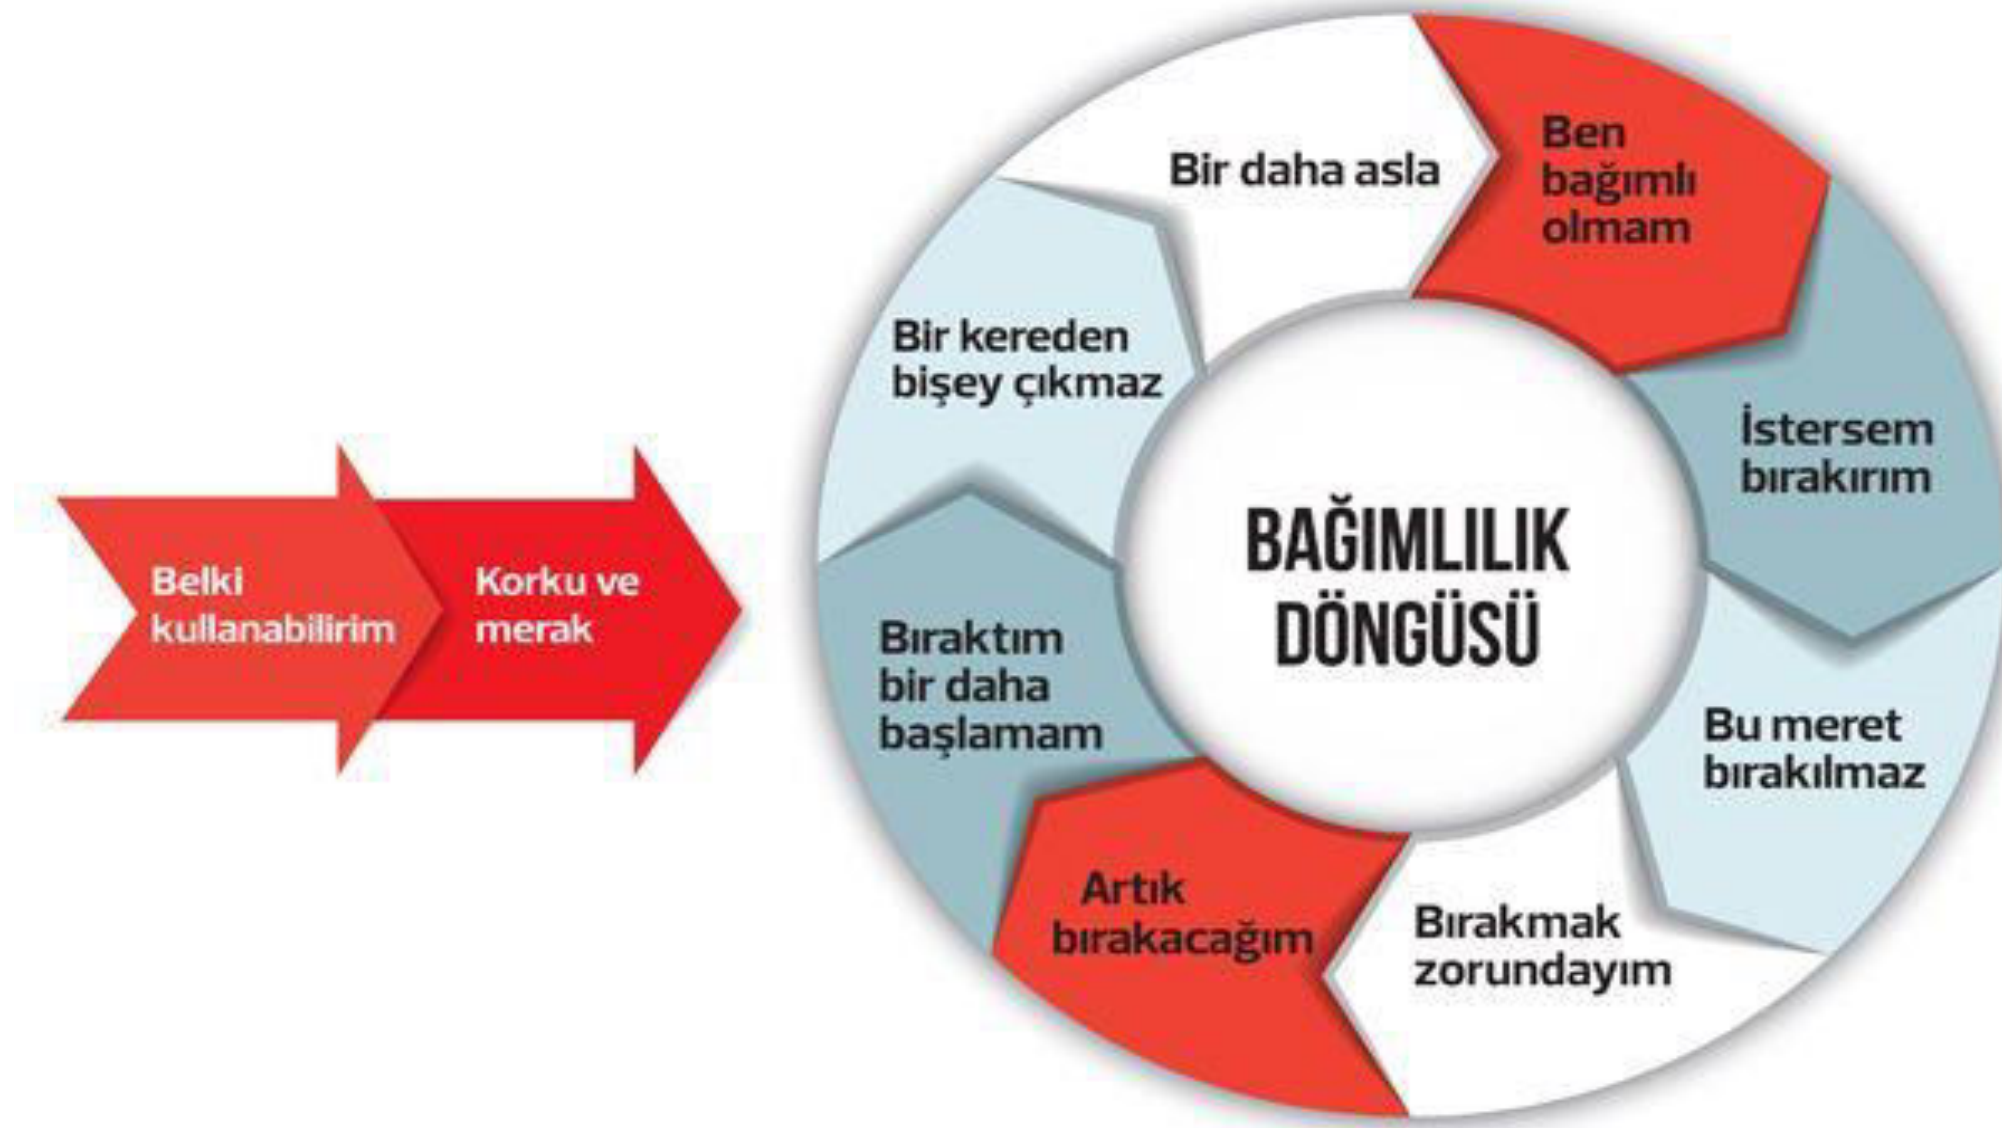 Belki
kullanabilirim
Korku ve
merak
BAĞIMLILIK
DÖNGÜSÜ
Bir daha asla
Ben
bağımlı
olmam
İstersem
bırakırım
Bu meret
bırakılmaz
Bırakmak
zorundayım
Artık
bırakacağım
Bıraktım
bir daha
başlamam
Bir kereden
bişey çıkmaz